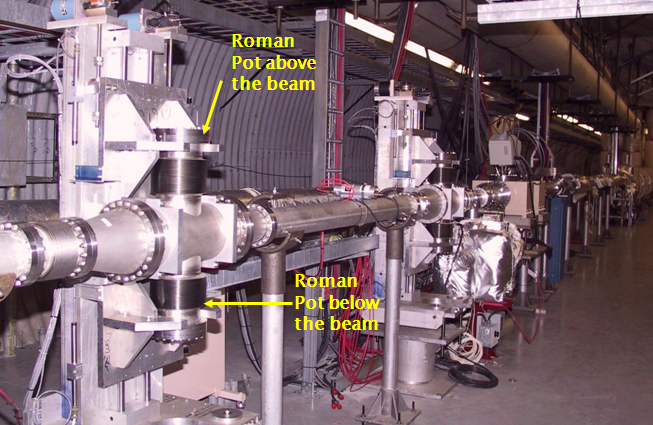 Roman
Pot above
the beam
Roman
Pot below
the beam